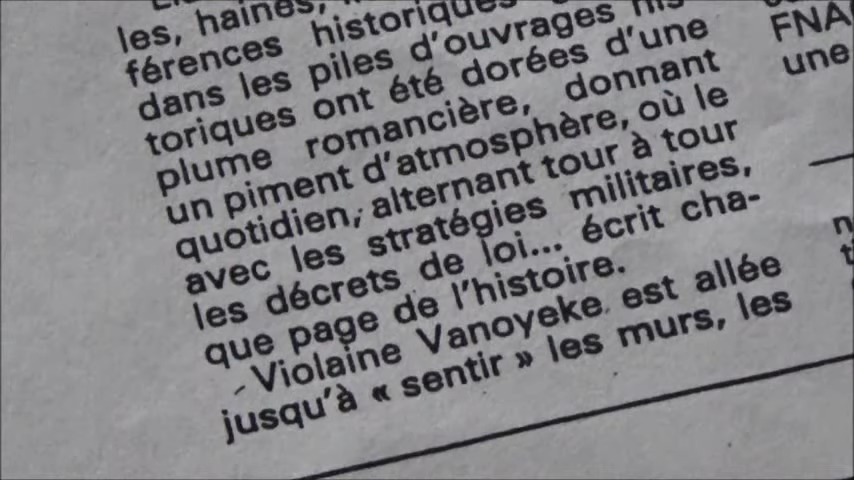 les, haines,
férences historiques
dans les piles d'ouvrages his
toriques ont été dorées d'une
plume romancière, donnant
un piment d'atmosphère, où le
quotidien, alternant tour à tour
avec les stratégies militaires,
les décrets de loi... écrit cha-
que page de l'histoire.
Violaine Vanoyeke est allée
jusqu'à « sentir » les murs, les
FNA
une